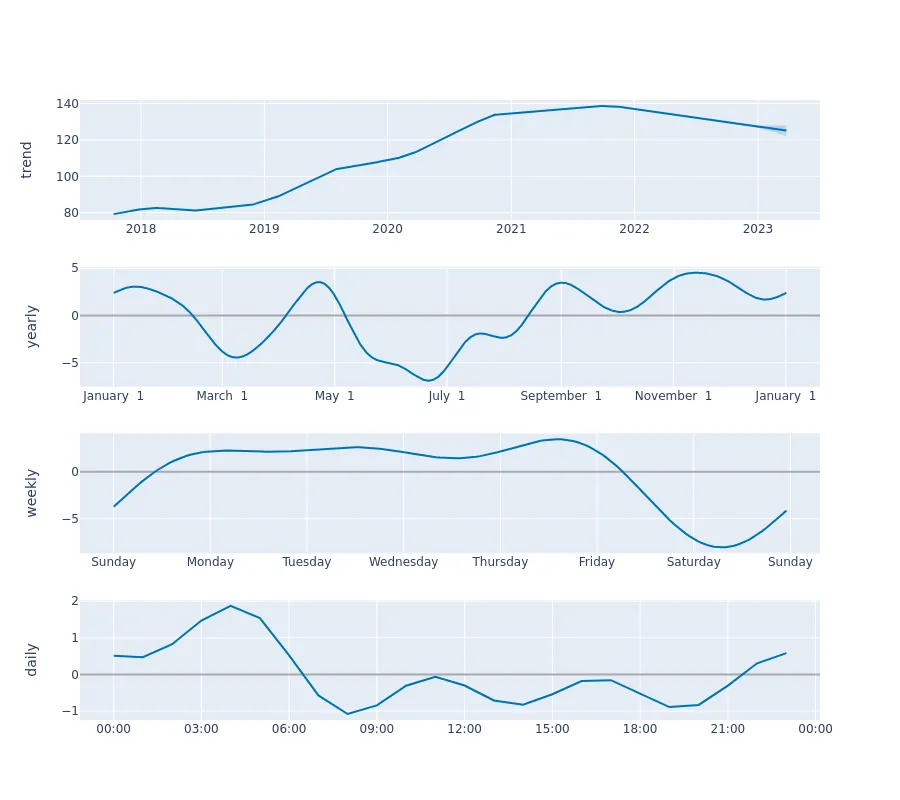 trend
140
120
100
80
2018 2019 2020 2021 2022 2023
yearly
5
0
−5
January 1 March 1 May 1 July 1 September 1 November 1 January 1
weekly
0
−5
Sunday Monday Tuesday Wednesday Thursday Friday Saturday Sunday
daily
2
1
0
−1
00:00 03:00 06:00 09:00 12:00 15:00 18:00 21:00 00:00